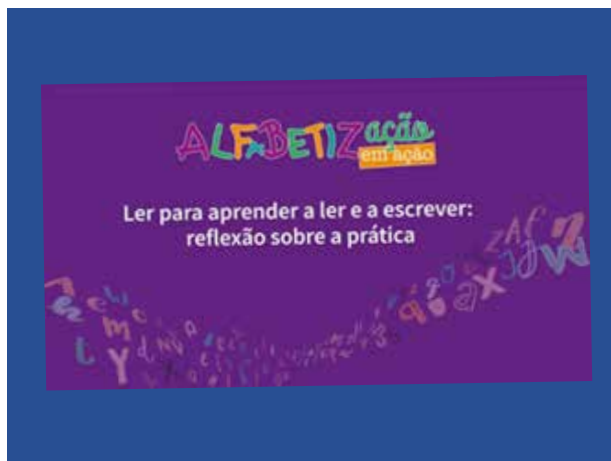 ALFABETIZação
em ação
Ler para aprender a ler e a escrever:
reflexão sobre a prática